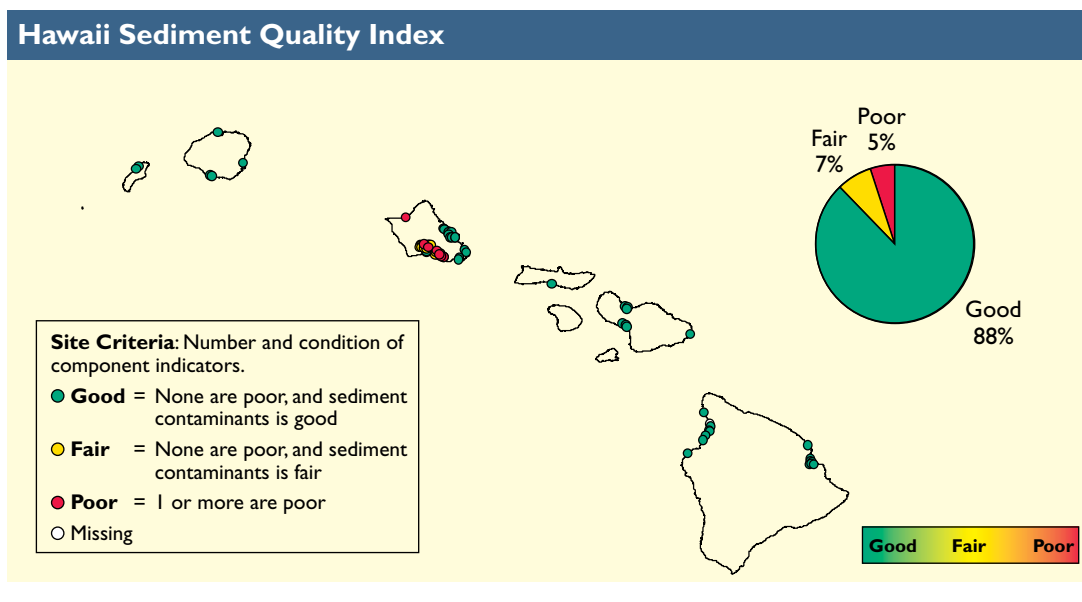 Hawaii Sediment Quality Index
Poor
5%
Fair
7%
Good
88%
Site Criteria: Number and condition of
component indicators.
Good = None are poor, and sediment
contaminants is good
Fair = None are poor, and sediment
contaminants is fair
Poor = 1 or more are poor
Missing
Good Fair Poor